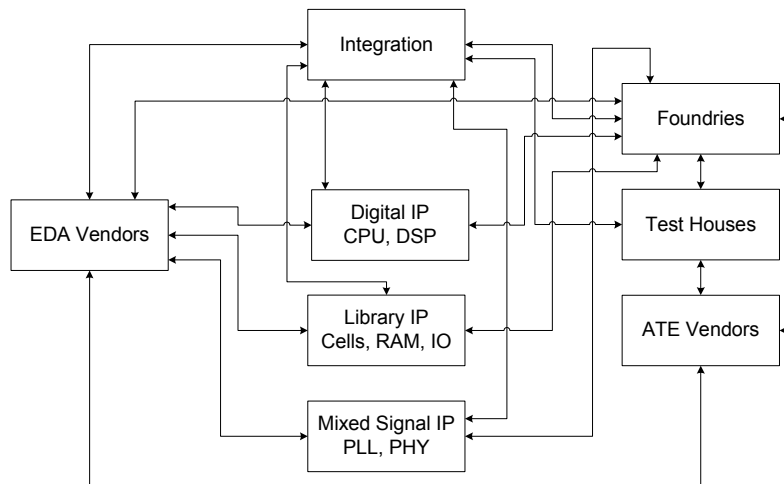 Integration
Foundries
Digital IP
CPU, DSP
EDA Vendors
Test Houses
Library IP
Cells, RAM, IO
ATE Vendors
Mixed Signal IP
PLL, PHY